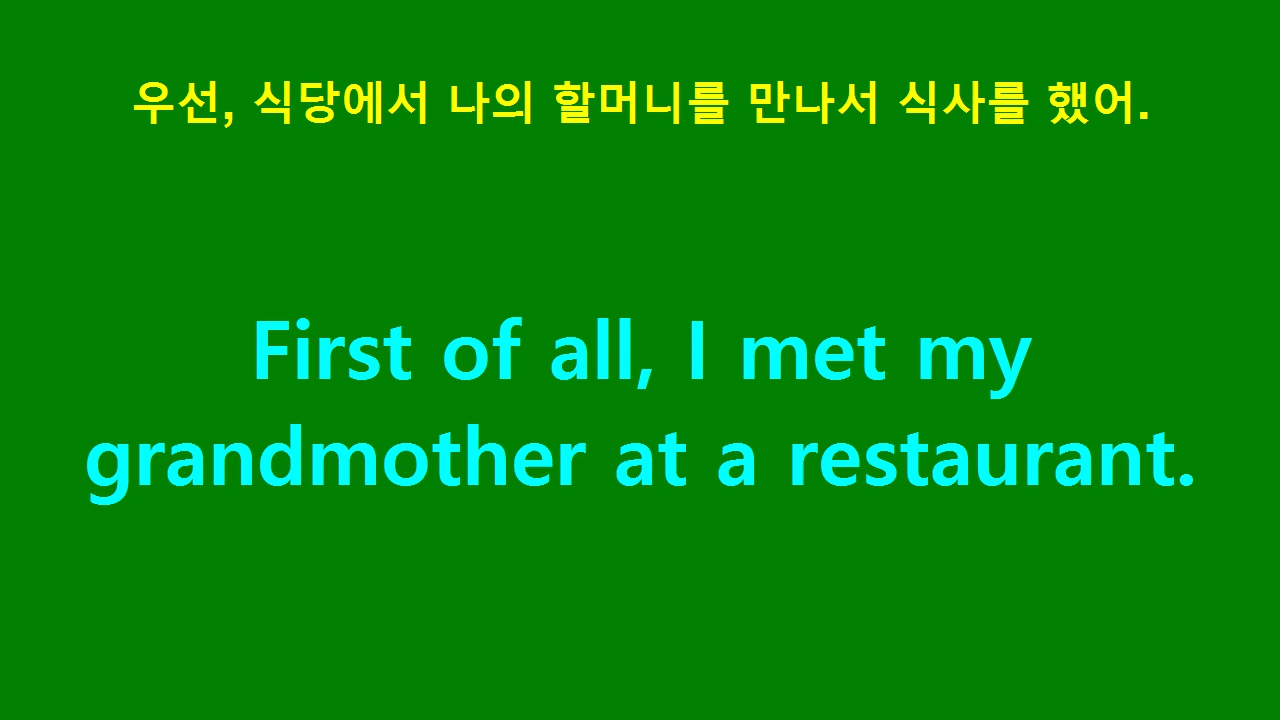 우선, 식당에서 나의 할머니를 만나서 식사를 했어.
First of all, I met my
grandmother at a restaurant.